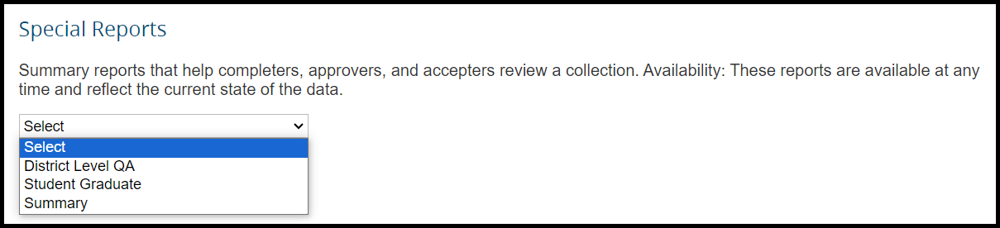 Special Reports
Summary reports that help completers, approvers, and accepters review a collection. Availability: These reports are available at any
time and reflect the current state of the data.
Select
Select
District Level QA
Student Graduate
Summary